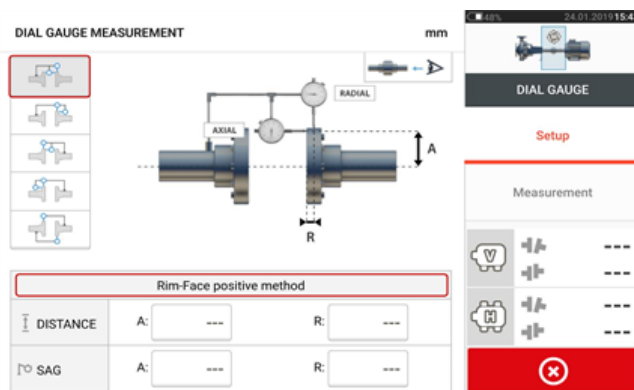 DIAL GAUGE MEASUREMENT
mm
RADIAL
AXIAL
A
R
Rim-Face positive method
DISTANCE
A:
---
R:
---
SAG
A:
---
R:
---
48%
24.01.2019
DIAL GAUGE
Setup
Measurement
V
---
---
H
---
---